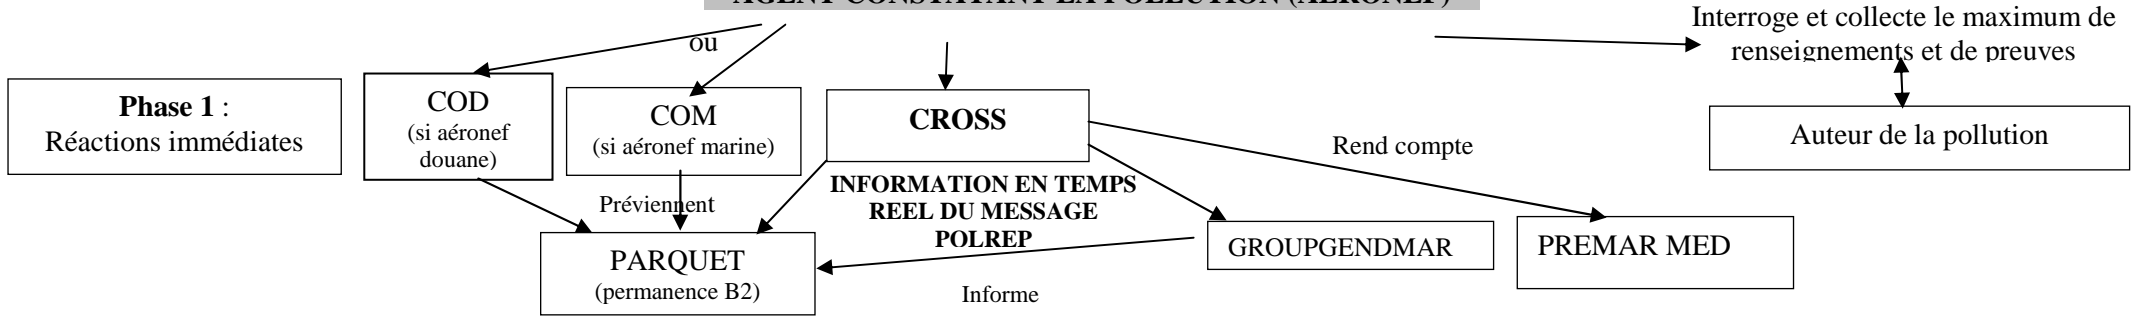 AGENT CONSTATANT LA POLLUTION (AERONEF)
Interroge et collecte le maximum de
renseignements et de preuves
ou
Phase 1 :
Réactions immédiates
COD
(si aéronef
douane)
COM
(si aéronef marine)
CROSS
Auteur de la pollution
Rend compte
INFORMATION EN TEMPS
REEL DU MESSAGE
POLREP
Préviennent
PARQUET
(permanence B2)
GROUPGENDMAR
PREMAR MED
Informe